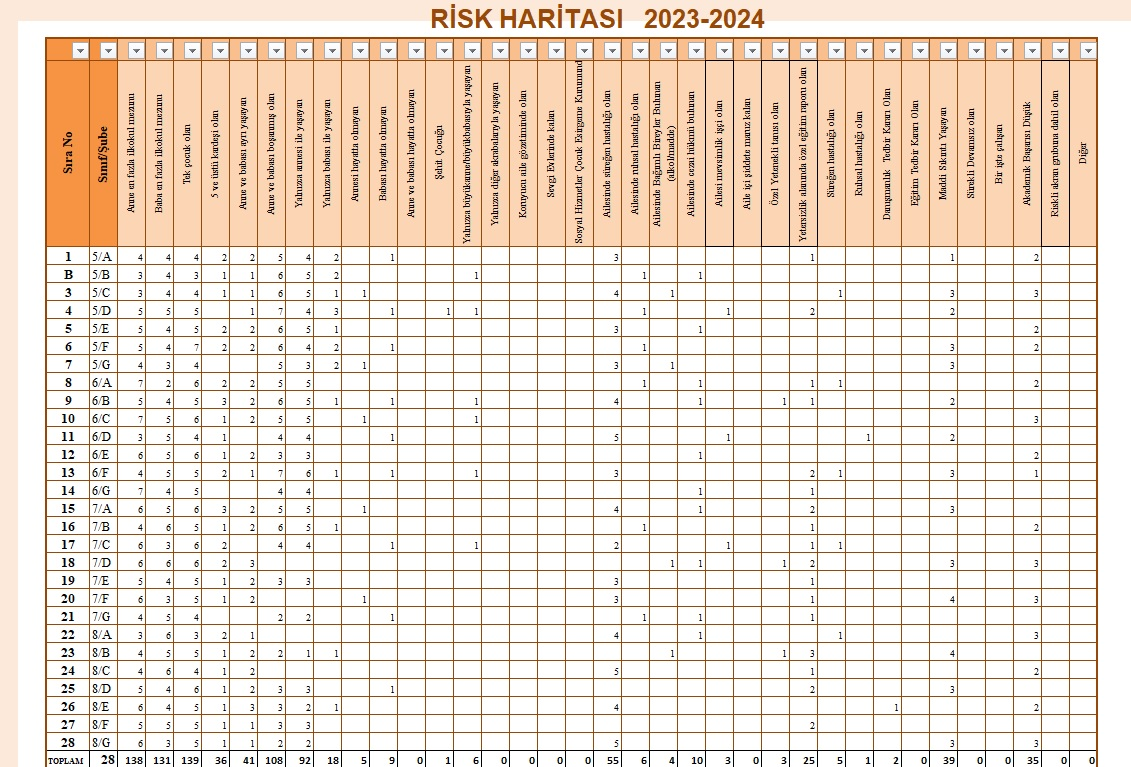 RİSK HARİTASI 2023-2024
Sıra No
Sınıf/Şube
Anne en fazla ilkokul mezunu
Baba en fazla ilkokul mezunu
Tek çocuk olan
5 ve üstü kardeşi olan
Anne ve babası ayrı yaşayan
Anne ve babası boşanmış olan
Yalnızca annesi ile yaşayan
Yalnızca babası ile yaşayan
Annesi hayatta olmayan
Babası hayatta olmayan
Anne ve babası hayatta olmayan
Şehit Çocuğu
Yalnızca büyükanne/büyükbabasıyla yaşayan
Yalnızca diğer akrabalarıyla yaşayan
Koruyucu aile gözetiminde olan
Sevgi Evlerinde kalan
Sosyal Hizmetler Çocuk Esirgeme Kurumund
Ailesinde süreğen hastalığı olan
Ailesinde ruhsal hastalığı olan
Ailesinde Bağımlı Bireyler Bulunan
(alkol/madde)
Ailesinde cezai hükmü bulunan
Ailesi mevsimlik işçi olan
Aile içi şiddete maruz kalan
Özel Yetenekli tanısı olan
Yetersizlik alanında özel eğitim raporu olan
Süreğen hastalığı olan
Ruhsal hastalığı olan
Danışmanlık Tedbir Kararı Olan
Eğitim Tedbir Kararı Olan
Maddi Sıkıntı Yaşayan
Sürekli Devamsız olan
Bir işte çalışan
Akademik Başarısı Düşük
Riskli akran grubuna dahil olan
Diğer
1 5/A 4 4 4 2 2 5 4 2 1 3 1 1 2
B 5/B 3 4 3 1 1 6 5 2 1 1 1
3 5/C 3 4 4 1 1 6 5 1 1 4 1 1 3 3
4 5/D 5 5 5 1 7 4 3 1 1 1 1 1 2 2
5 5/E 5 4 5 2 2 6 5 1 3 1 2
6 5/F 5 4 7 2 2 6 4 2 1 1 3 2
7 5/G 4 3 4 5 3 2 1 3 1 3
8 6/A 7 2 6 2 2 5 5 1 1 1 1 2
9 6/B 5 4 5 3 2 6 5 1 1 1 4 1 1 1 2
10 6/C 7 5 6 1 2 5 5 1 1 3
11 6/D 3 5 4 1 4 4 1 5 1 1 2
12 6/E 6 5 6 1 2 3 3 1 2
13 6/F 4 5 5 2 1 7 6 1 1 1 3 2 1 3 1
14 6/G 7 4 5 4 4 1 1
15 7/A 6 5 6 3 2 5 5 1 4 1 2 3
16 7/B 4 6 5 1 2 6 5 1 1 1 2
17 7/C 6 3 6 2 4 4 1 1 2 1 1 1
18 7/D 6 6 6 2 3 1 1 1 2 3 3
19 7/E 5 4 5 1 2 3 3 3 1
20 7/F 6 3 5 1 2 1 3 1 4 3
21 7/G 4 5 4 2 2 1 1 1 1
22 8/A 3 6 3 2 1 4 1 1 3
23 8/B 4 5 5 1 2 2 1 1 1 1 3 4
24 8/C 4 6 4 1 2 5 1 2
25 8/D 5 4 6 1 2 3 3 1 2 3
26 8/E 6 4 5 1 3 3 2 1 4 1 2
27 8/F 5 5 5 1 1 3 3 2
28 8/G 6 3 5 1 1 2 2 5 3 3
TOPLAM 28 138 131 139 36 41 108 92 18 5 9 0 1 6 0 0 0 0 55 6 4 10 3 0 3 25 5 1 2 0 39 0 0 35 0 0